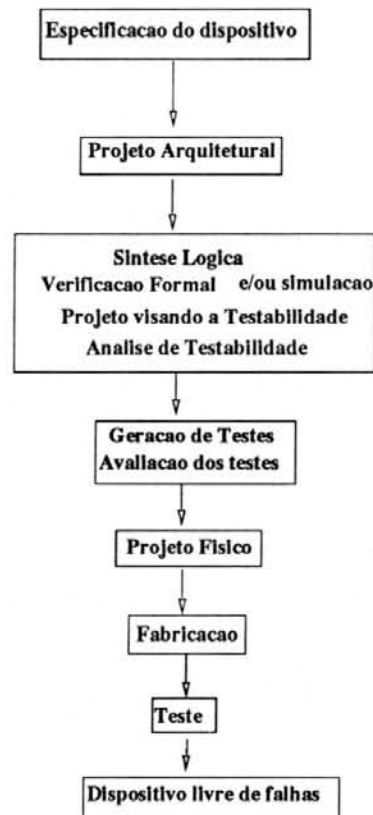 Especificacao do dispositivo
Projeto Arquitetural
Sintese Logica
Verificacao Formal e/ou simulacao
Projeto visando a Testabilidade
Analise de Testabilidade
Geracao de Testes
Avaliacao dos testes
Projeto Fisico
Fabricacao
Teste
Dispositivo livre de falhas